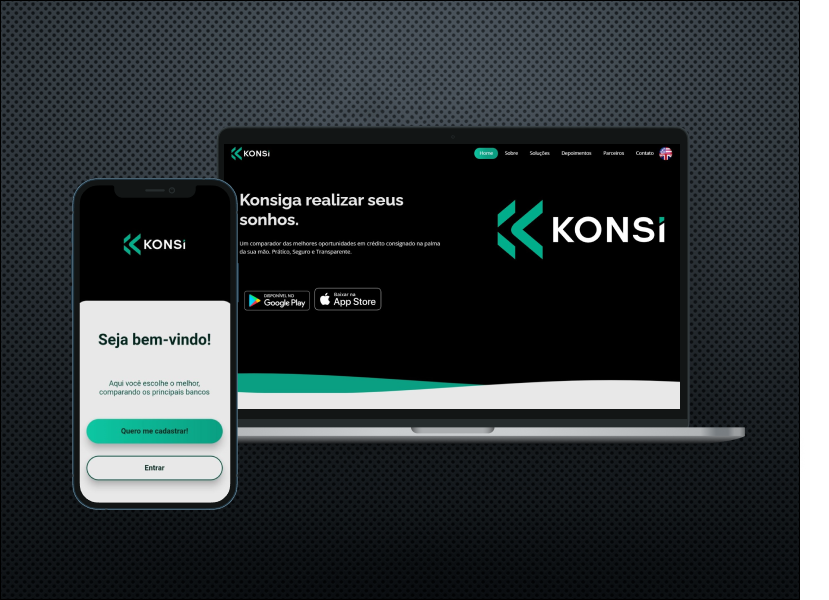 KONSi
Home Sobre Soluções Depoimentos Parceiros Contato
Konsiga realizar seus
sonhos.
Um comparador das melhores oportunidades em crédito consignado na palma
da sua mão. Prático, Seguro e Transparente.
DISPONÍVEL NO
Google Play
Baixar na
App Store
KONSi
KONSi
Seja bem-vindo!
Aqui você escolhe o melhor,
comparando os principais bancos
Quero me cadastrar!
Entrar